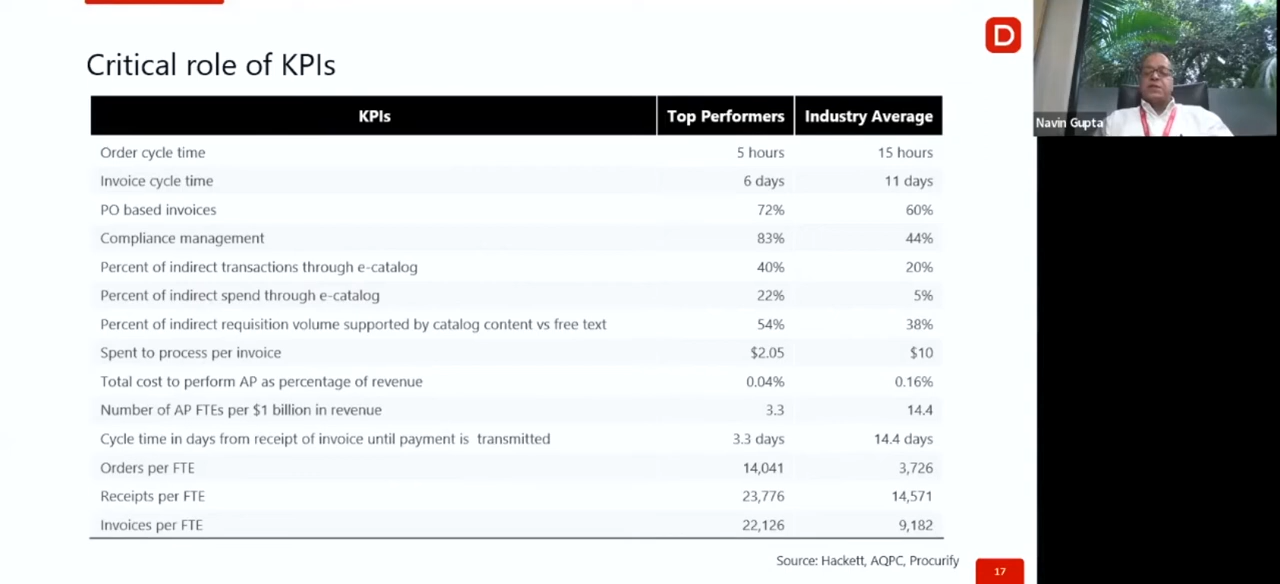 D
Critical role of KPIs
KPIs Top Performers Industry Average
Order cycle time 5 hours 15 hours
Invoice cycle time 6 days 11 days
PO based invoices 72% 60%
Compliance management 83% 44%
Percent of indirect transactions through e-catalog 40% 20%
Percent of indirect spend through e-catalog 22% 5%
Percent of indirect requisition volume supported by catalog content vs free text 54% 38%
Spent to process per invoice $2.05 $10
Total cost to perform AP as percentage of revenue 0.04% 0.16%
Number of AP FTEs per $1 billion in revenue 3.3 14.4
Cycle time in days from receipt of invoice until payment is transmitted 3.3 days 14.4 days
Orders per FTE 14,041 3,726
Receipts per FTE 23,776 14,571
Invoices per FTE 22,126 9,182
Source: Hackett, AQPC, Procurify
17
Navin Gupta